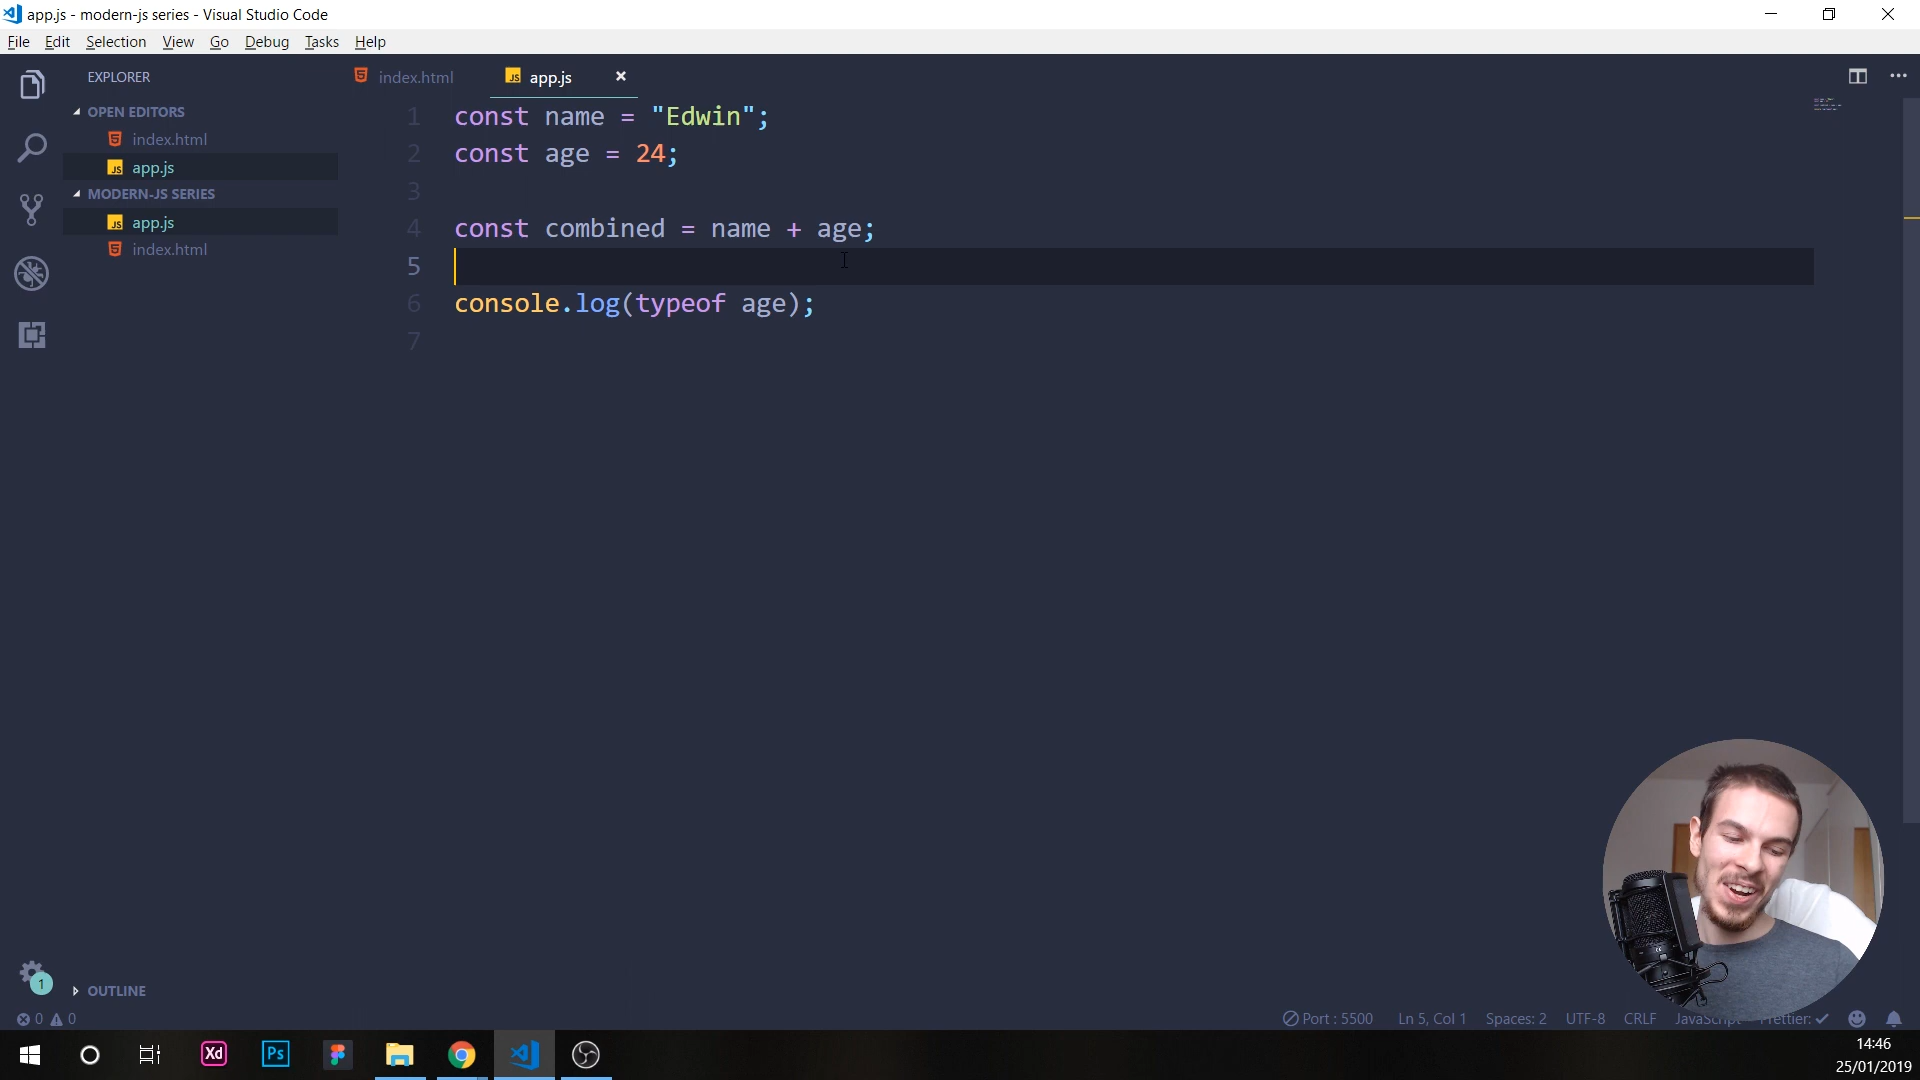 app.js - modern-js series - Visual Studio Code
File Edit Selection View Go Debug Tasks Help
EXPLORER
index.html
app.js
OPEN EDITORS
index.html
app.js
MODERN-JS SERIES
app.js
index.html
1 const name = "Edwin";
2 const age = 24;
3
4 const combined = name + age;
5
6 console.log(typeof age);
7
1
OUTLINE
0 0
Port : 5500 Ln 5, Col 1 Spaces: 2 UTF-8 CRLF
Xd Ps
14:46
25/01/2019